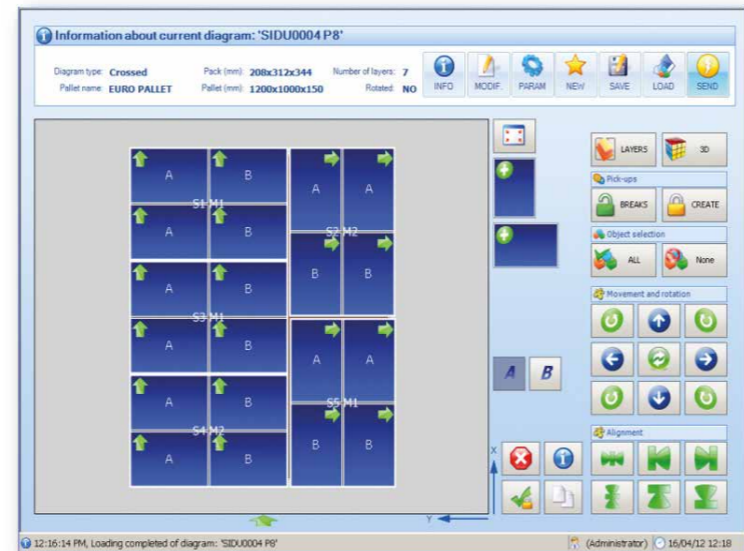 Information about current diagram: 'SIDU0004 P8'
Diagram type: Crossed Pack (mm): 208x312x344 Number of layers: 7
Pallet name: EURO PALLET Pallet (mm): 1200x1000x150 Rotated: NO
INFO MODIF. PARAM NEW SAVE LOAD SEND
LAYERS 3D
Pick-ups
BREAKS CREATE
Object selection
ALL None
Movement and rotation
Alignment
A B A A
S1 M1
A B
S2 M2
B B
A B
S3 M1
A B
A A
A B
S4 M2
S5 M1
A B
B B
A B
X
Y
12:16:14 PM, Loading completed of diagram: 'SIDU0004 P8' (Administrator) 16/04/12 12:18